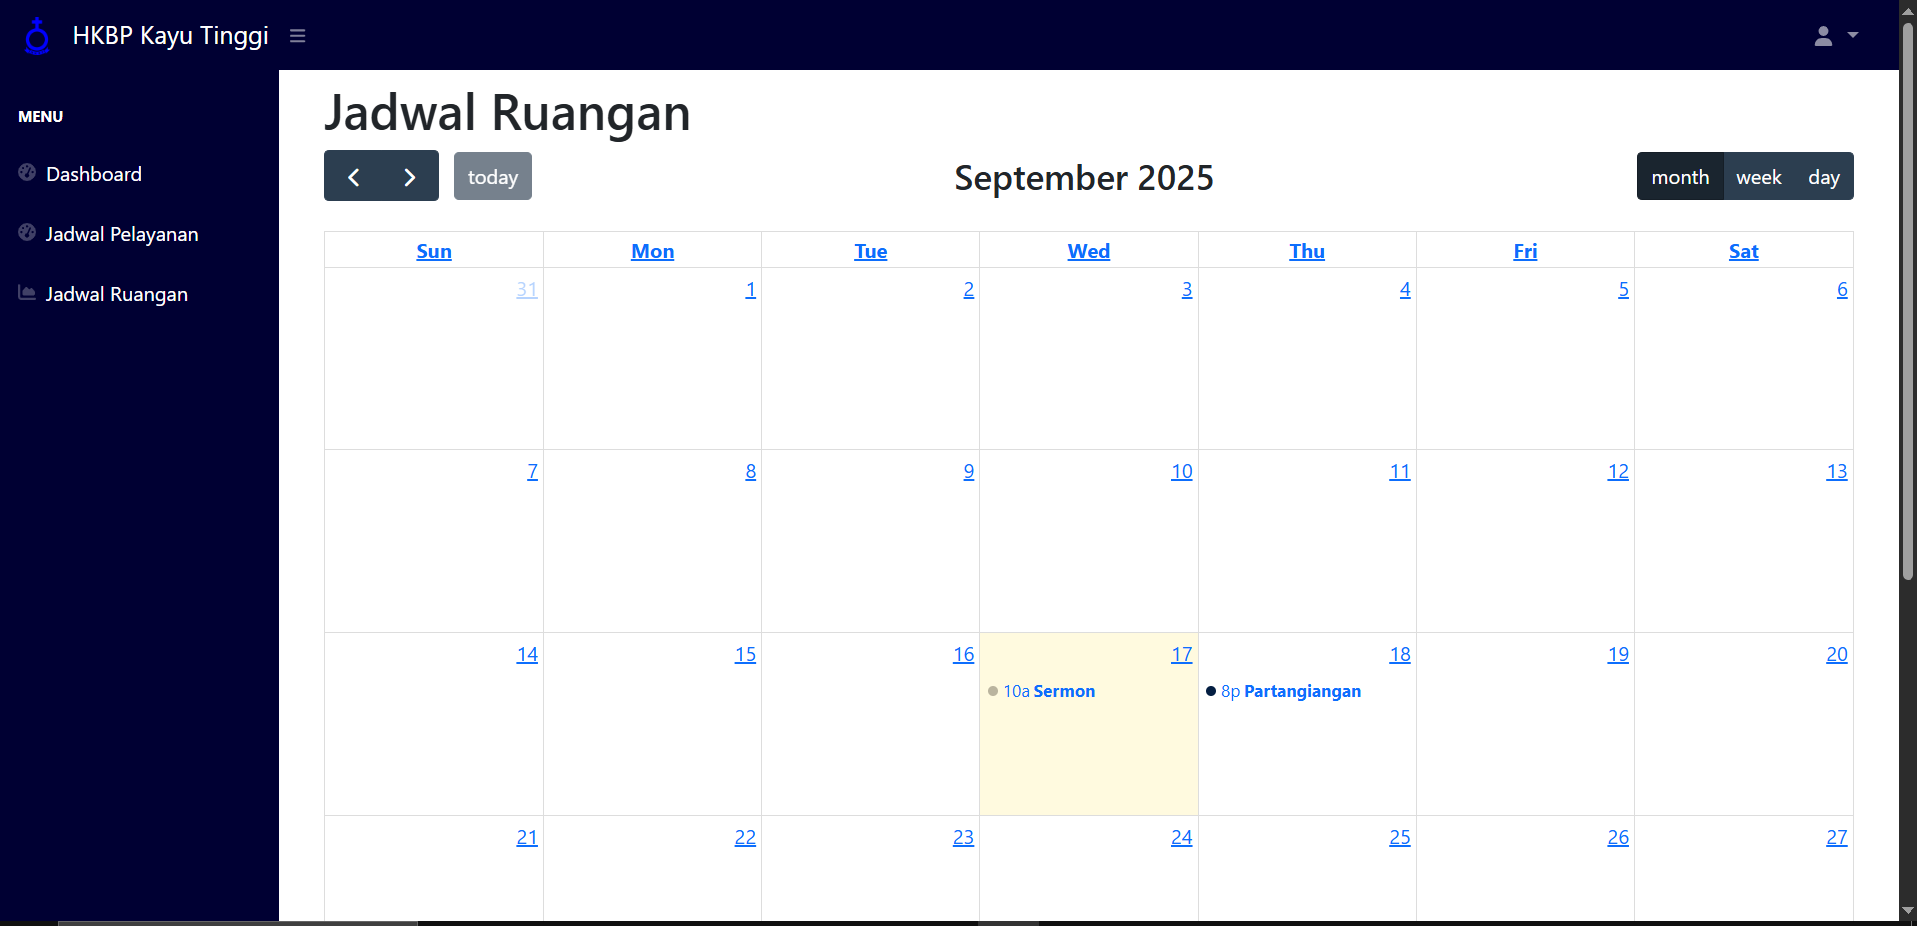 HKBP Kayu Tinggi
MENU
Dashboard
Jadwal Pelayanan
Jadwal Ruangan
Jadwal Ruangan
today
September 2025
month week day
Sun Mon Tue Wed Thu Fri Sat
31 1 2 3 4 5 6
7 8 9 10 11 12 13
14 15 16 17 18 19 20
10a Sermon
8p Partangiangan
21 22 23 24 25 26 27